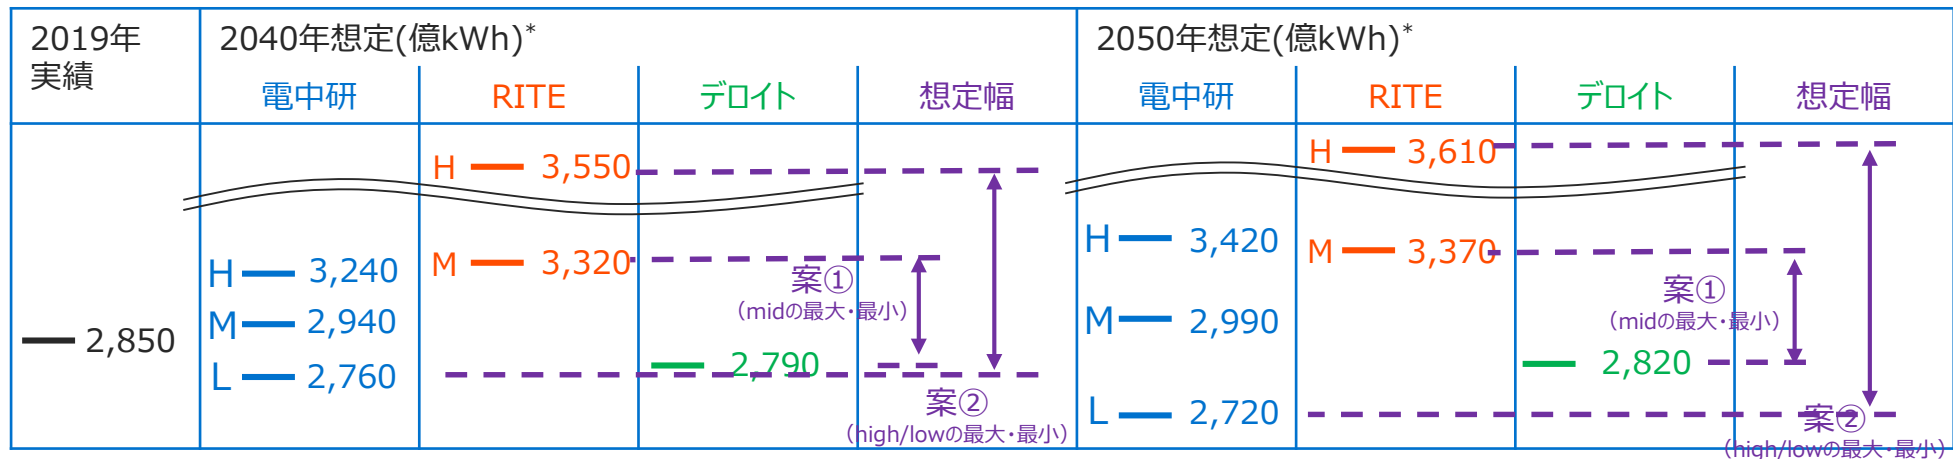 2019年
実績
2040年想定(億kWh)*
2050年想定(億kWh)*
電中研
RITE
デロイト
想定幅
電中研
RITE
デロイト
想定幅
2,850
H 3,240
M 2,940
L 2,760
H 3,550
M 3,320
2,790
案①
(midの最大・最小)
案②
(high/lowの最大・最小)
H 3,420
M 2,990
L 2,720
H 3,610
M 3,370
2,820
案①
(midの最大・最小)
案②
(high/lowの最大・最小)